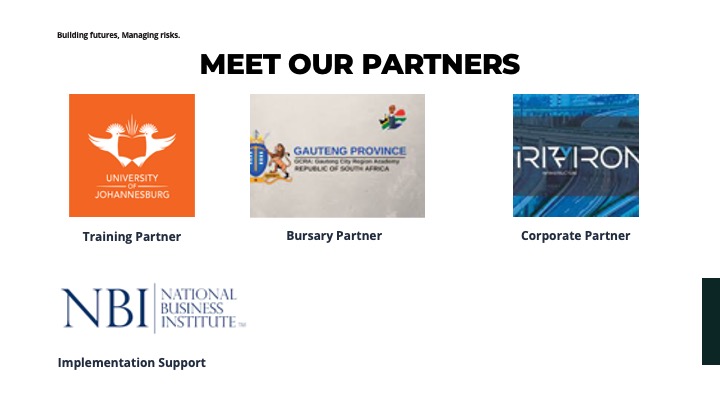 Building futures, Managing risks.
MEET OUR PARTNERS
UNIVERSITY
OF
JOHANNESBURG
GAUTENG PROVINCE
GCRA: Gauteng City Region Academy
REPUBLIC OF SOUTH AFRICA
INFRASTRUCTURE
Training Partner
Bursary Partner
Corporate Partner
NBI
NATIONAL
BUSINESS
INSTITUTE™
Implementation Support